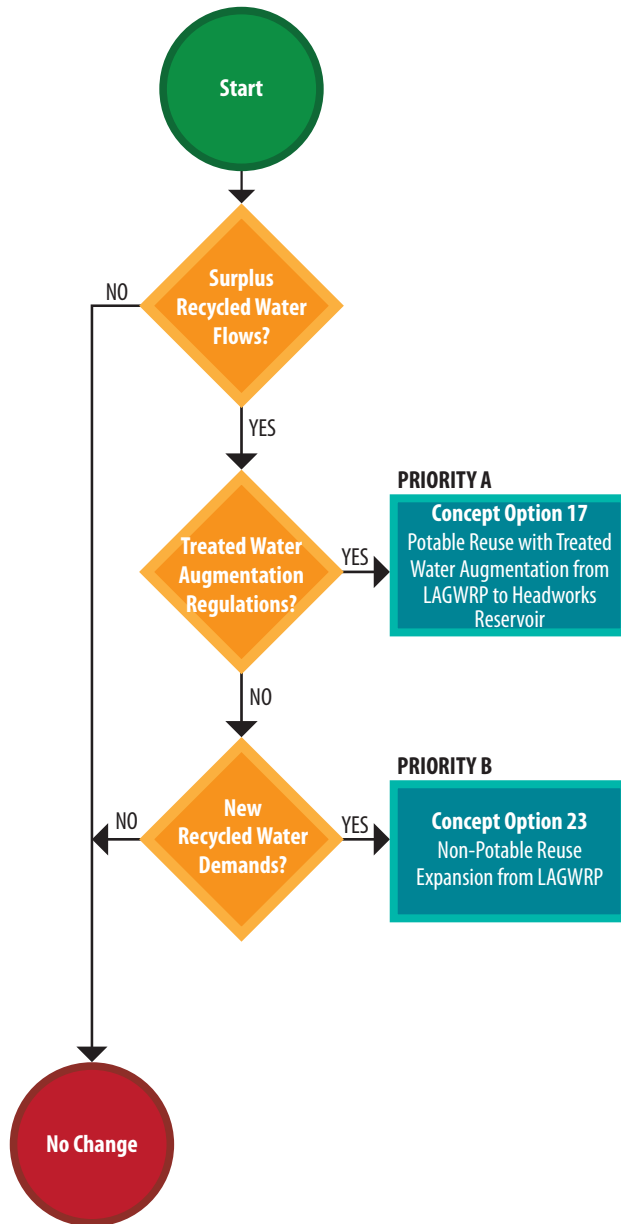 Start
Surplus
Recycled Water
Flows?
NO
YES
PRIORITY A
Treated Water
Augmentation
Regulations?
YES
Concept Option 17
Potable Reuse with Treated
Water Augmentation from
LAGWRP to Headworks
Reservoir
NO
PRIORITY B
New
Recycled Water
Demands?
NO
YES
Concept Option 23
Non-Potable Reuse
Expansion from LAGWRP
No Change